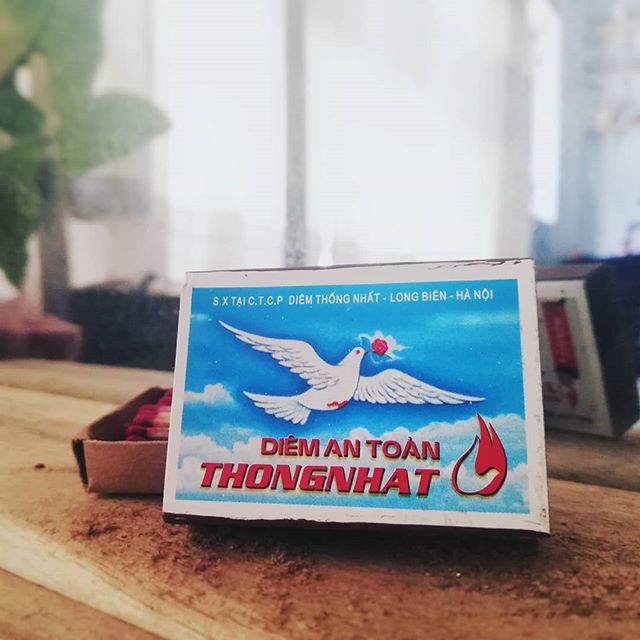 S.X TẠI C.T.C.P DIÊM THỐNG NHẤT - LONG BIÊN - HÀ NỘI
DIÊM AN TOÀN
THONGNHAT